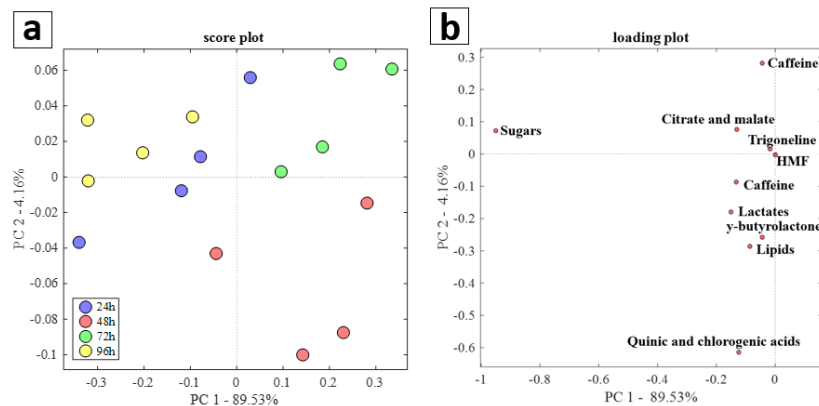 a
score plot
0.06
0.04
0.02
0
-0.02
-0.04
-0.06
-0.08
-0.1
PC 2 - 4.16%
24h
48h
72h
96h
-0.3 -0.2 -0.1 0 0.1 0.2 0.3
PC 1 - 89.53%
b
loading plot
0.3
0.2
0.1
0
-0.1
-0.2
-0.3
-0.4
-0.5
-0.6
PC 2 - 4.16%
Caffeine
Citrate and malate
Sugars
Trigoneline
HMF
Caffeine
Lactates
y-butyrolactone
Lipids
Quinic and chlorogenic acids
-1 -0.8 -0.6 -0.4 -0.2 0
PC 1 - 89.53%